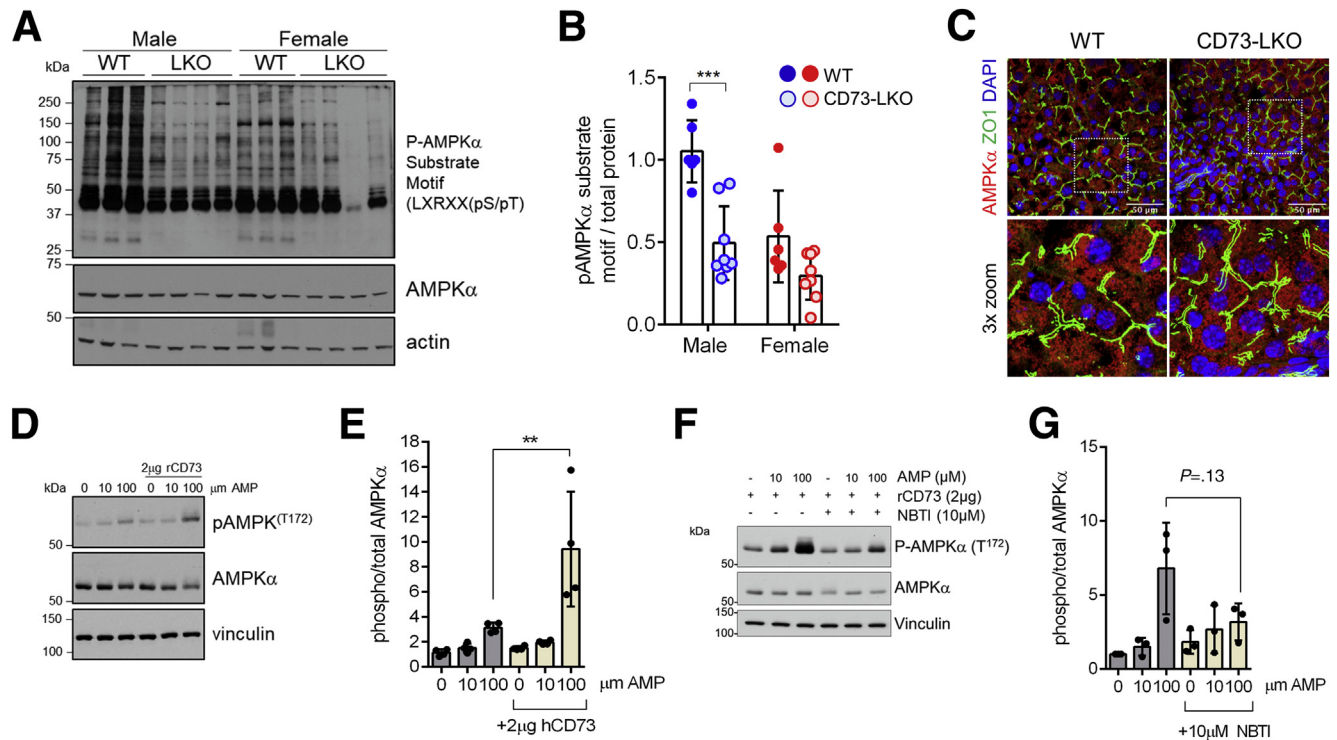 A
Male Female
kDa WT LKO WT LKO
250
150
100
75
50
37
25
P-AMPKα
Substrate
Motif
(LXRXX(pS/pT)
75
AMPKα
50
actin
B
pAMPKα substrate
motif / total protein
1.5
1.0
0.5
0.0
***
WT
CD73-LKO
Male Female
C
WT CD73-LKO
AMPKα ZO1 DAPI
50 µm 50 µm
3x zoom
D
2µg rCD73
kDa 0 10 100 0 10 100 µm AMP
pAMPK(T172)
50
AMPKα
50
150
vinculin
100
E
phospho/total AMPKα
18
16
14
12
10
8
6
4
2
0
**
0 10 100 0 10 100 µm AMP
+2µg hCD73
F
- 10 100 - 10 100 AMP (µM)
+ + + + + + rCD73 (2µg)
- - - + + + NBTI (10µM)
kDa
P-AMPKα (T172)
50
AMPKα
50
150
Vinculin
100
G
phospho/total AMPKα
15
10
5
0
P=.13
0 10 100 0 10 100 µm AMP
+10µM NBTI